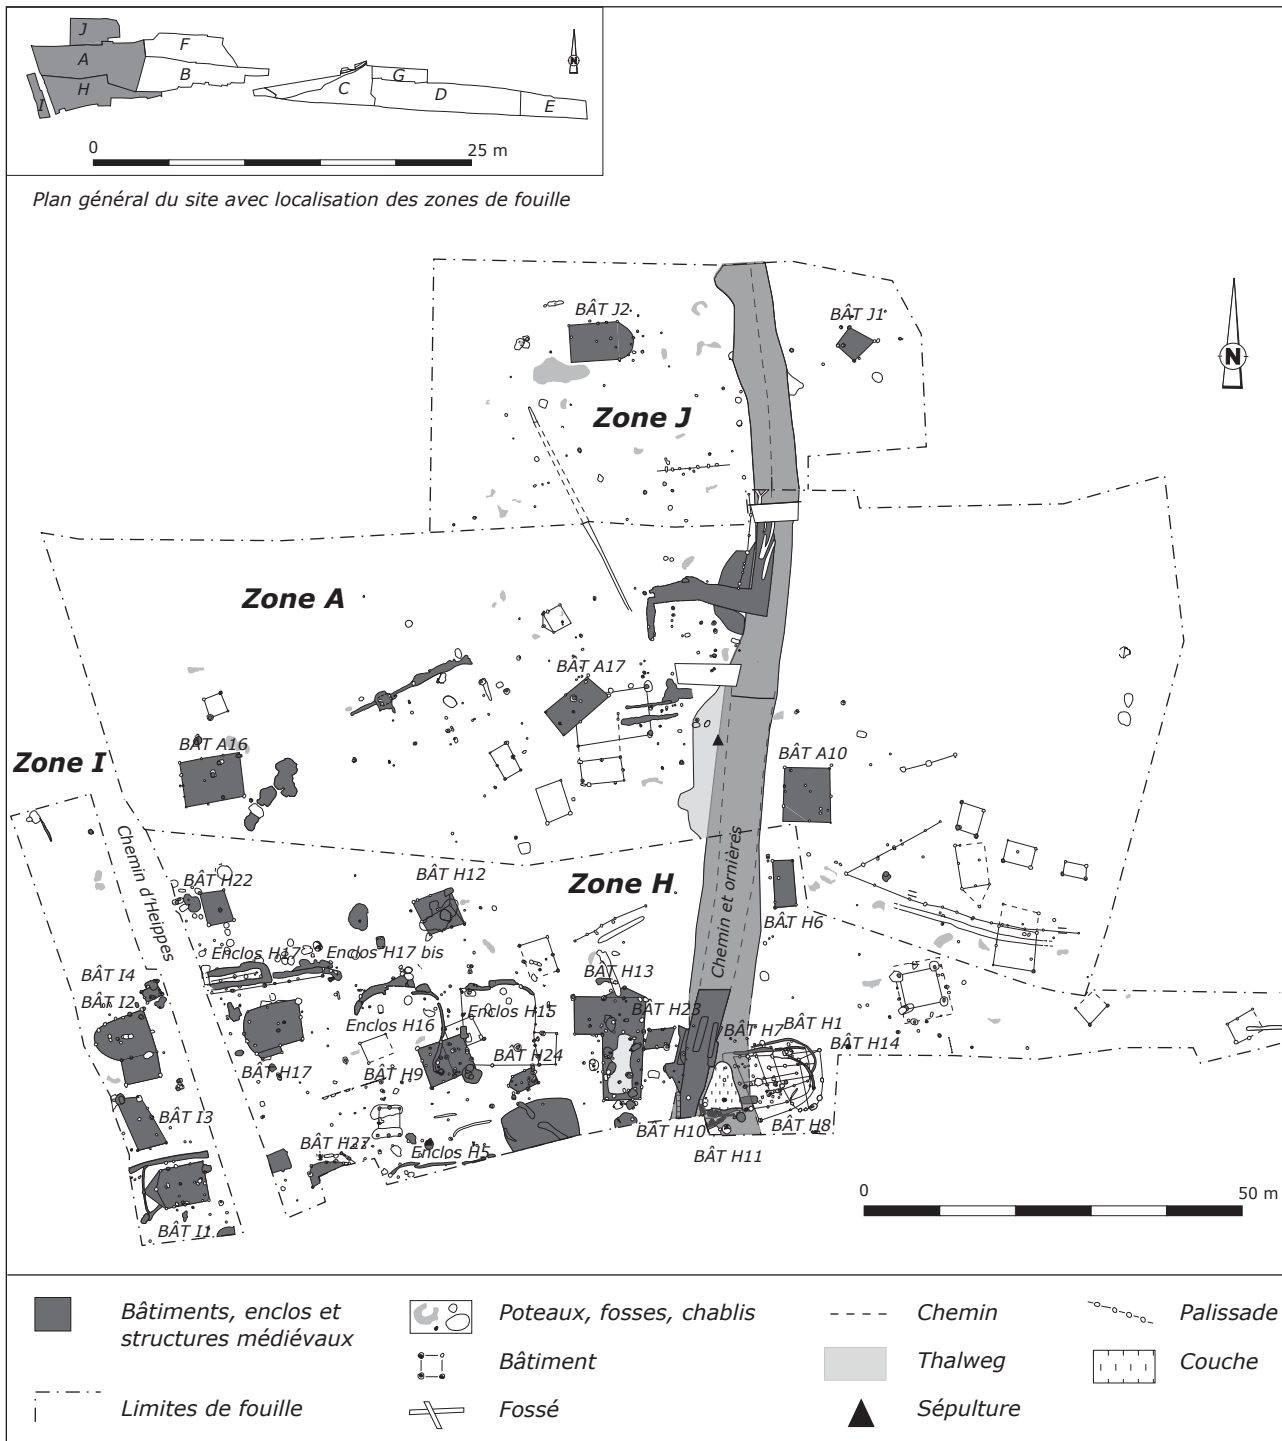 J
A
F
B
H
I
C
G
D
E
N
0 25 m
Plan général du site avec localisation des zones de fouille
BÂT J2
BÂT J1
N
Zone J
Zone A
BÂT A17
Zone I
BÂT A16
BÂT A10
Chemin d'Heippes
Chemin et ornières
BÂT H22
BÂT H12
Zone H
BÂT H6
Enclos H17
Enclos H17 bis
BÂT I4
BÂT I2
BÂT H13
Enclos H16
Enclos H15
BÂT H23
BÂT H7
BÂT H1
BÂT H14
BÂT H24
BÂT H17
BÂT H9
BÂT I3
BÂT H10
BÂT H8
BÂT H11
BÂT H27
Enclos H5
BÂT I1
0 50 m
Bâtiments, enclos et
structures médiévaux
Limites de fouille
Poteaux, fosses, chablis
Bâtiment
Fossé
Chemin
Thalweg
Sépulture
Palissade
Couche